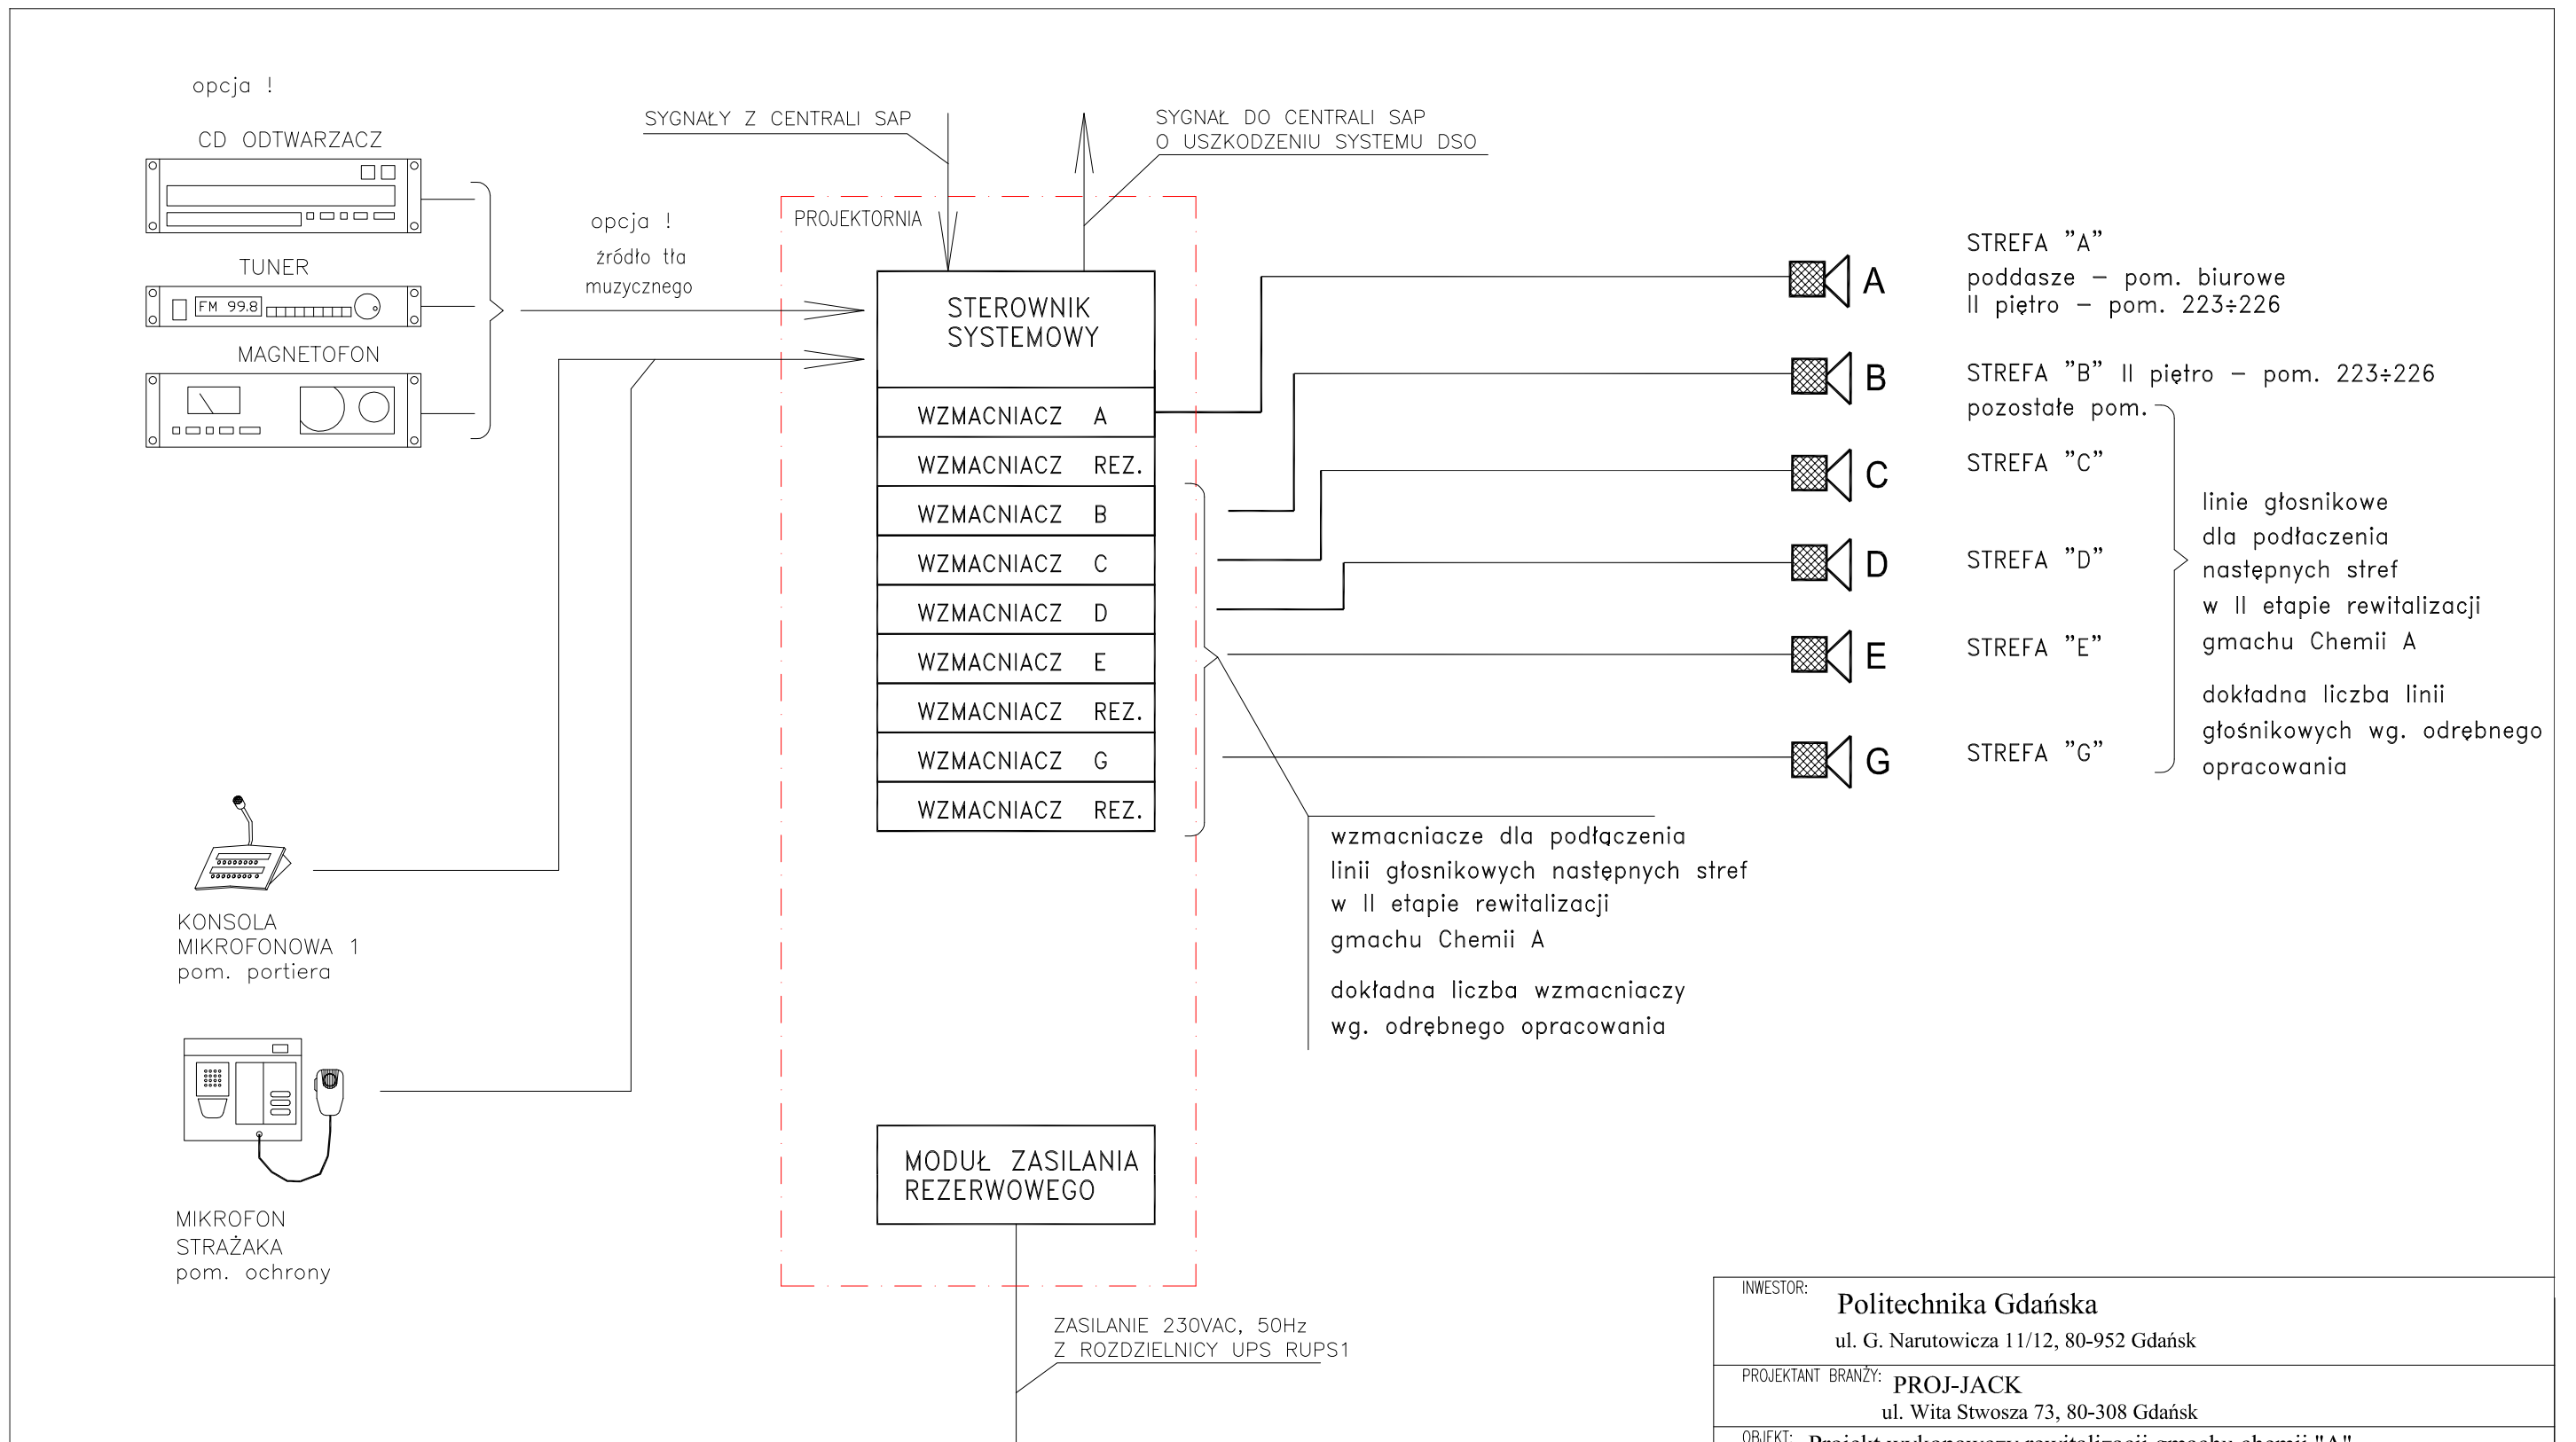 opcja !
CD ODTWARZACZ
TUNER
FM 99.8
MAGNETOFON
opcja !
źródło tła
muzycznego
SYGNAŁY Z CENTRALI SAP
SYGNAŁ DO CENTRALI SAP
O USZKODZENIU SYSTEMU DSO
PROJEKTORNIA
STEROWNIK
SYSTEMOWY
WZMACNIACZ A
WZMACNIACZ REZ.
WZMACNIACZ B
WZMACNIACZ C
WZMACNIACZ D
WZMACNIACZ E
WZMACNIACZ REZ.
WZMACNIACZ G
WZMACNIACZ REZ.
A
STREFA "A"
poddasze – pom. biurowe
II piętro – pom. 223÷226
B
STREFA "B" II piętro – pom. 223÷226
pozostałe pom.
C
STREFA "C"
D
STREFA "D"
E
STREFA "E"
G
STREFA "G"
linie głosnikowe
dla podłaczenia
następnych stref
w II etapie rewitalizacji
gmachu Chemii A
dokładna liczba linii
głośnikowych wg. odrębnego
opracowania
wzmacniacze dla podłączenia
linii głosnikowych następnych stref
w II etapie rewitalizacji
gmachu Chemii A
dokładna liczba wzmacniaczy
wg. odrębnego opracowania
KONSOLA
MIKROFONOWA 1
pom. portiera
MIKROFON
STRAŻAKA
pom. ochrony
MODUŁ ZASILANIA
REZERWOWEGO
ZASILANIE 230VAC, 50Hz
Z ROZDZIELNICY UPS RUPS1
INWESTOR:
Politechnika Gdańska
ul. G. Narutowicza 11/12, 80-952 Gdańsk
PROJEKTANT BRANŻY:
PROJ-JACK
ul. Wita Stwosza 73, 80-308 Gdańsk
OBJEKT: Projekt wykonawczy rewitalizacji gmachu chemii "A"